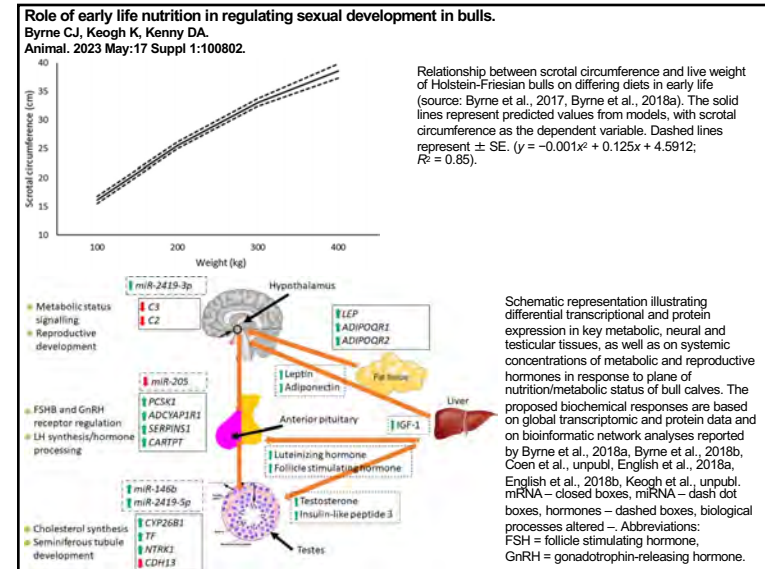 Role of early life nutrition in regulating sexual development in bulls.
Byrne CJ, Keogh K, Kenny DA.
Animal. 2023 May:17 Suppl 1:100802.
Scrotal circumference (cm)
40
35
30
25
20
15
10
100
200
300
400
Weight (kg)
Relationship between scrotal circumference and live weight
of Holstein-Friesian bulls on differing diets in early life
(source: Byrne et al., 2017, Byrne et al., 2018a). The solid
lines represent predicted values from models, with scrotal
circumference as the dependent variable. Dashed lines
represent ± SE. (y = −0.001x² + 0.125x + 4.5912;
R² = 0.85).
miR-2419-3p
Hypothalamus
Metabolic status
signalling
Reproductive
development
C3
C2
LEP
ADIPOQR1
ADIPOQR2
Fat tissue
Leptin
Adiponectin
Liver
IGF-1
miR-205
FSHB and GnRH
receptor regulation
LH synthesis/hormone
processing
PCSK1
ADCYAP1R1
SERPINS1
CARTPT
Anterior pituitary
Luteinizing hormone
Follicle stimulating hormone
miR-146b
miR-2419-5p
Testosterone
Insulin-like peptide 3
Cholesterol synthesis
Seminiferous tubule
development
CYP26B1
TF
NTRK1
CDH13
Testes
Schematic representation illustrating
differential transcriptional and protein
expression in key metabolic, neural and
testicular tissues, as well as on systemic
concentrations of metabolic and reproductive
hormones in response to plane of
nutrition/metabolic status of bull calves. The
proposed biochemical responses are based
on global transcriptomic and protein data and
on bioinformatic network analyses reported
by Byrne et al., 2018a, Byrne et al., 2018b,
Coen et al., unpubl, English et al., 2018a,
English et al., 2018b, Keogh et al., unpubl.
mRNA – closed boxes, miRNA – dash dot
boxes, hormones – dashed boxes, biological
processes altered –. Abbreviations:
FSH = follicle stimulating hormone,
GnRH = gonadotrophin-releasing hormone.